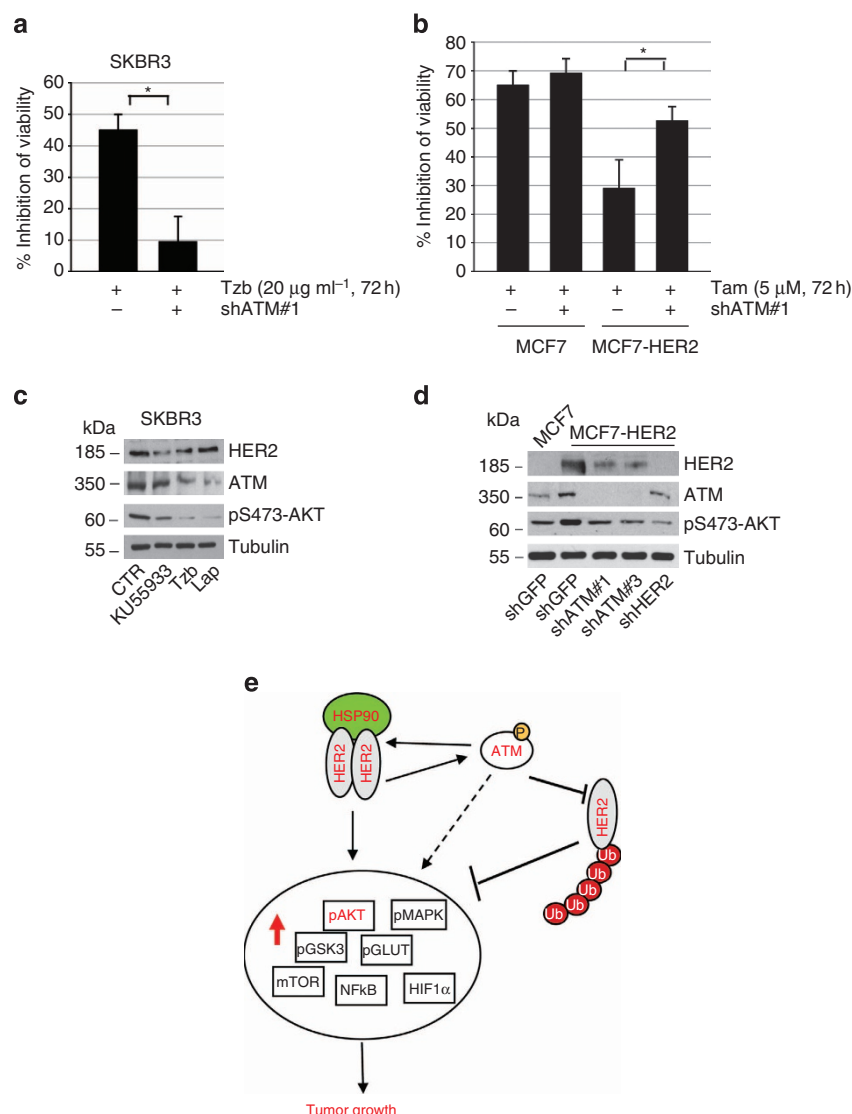 a
SKBR3
% Inhibition of viability
60
50
40
30
20
10
0
+ + Tzb (20 μg ml⁻¹, 72 h)
– + shATM#1
b
% Inhibition of viability
80
70
60
50
40
30
20
10
0
*
*
+ + + + Tam (5 μM, 72 h)
– + – + shATM#1
MCF7 MCF7-HER2
c
SKBR3
kDa
185 – HER2
350 – ATM
60 – pS473-AKT
55 – Tubulin
CTR KU55933 Tzb Lap
d
kDa MCF7 MCF7-HER2
185 – HER2
350 – ATM
60 – pS473-AKT
55 – Tubulin
shGFP shGFP shATM#1 shATM#3 shHER2
e
HSP90
HER2 HER2
P
ATM
HER2
Ub
Ub
Ub
Ub
Ub
pAKT pMAPK
pGSK3 pGLUT
mTOR NFkB HIF1α
Tumor growth